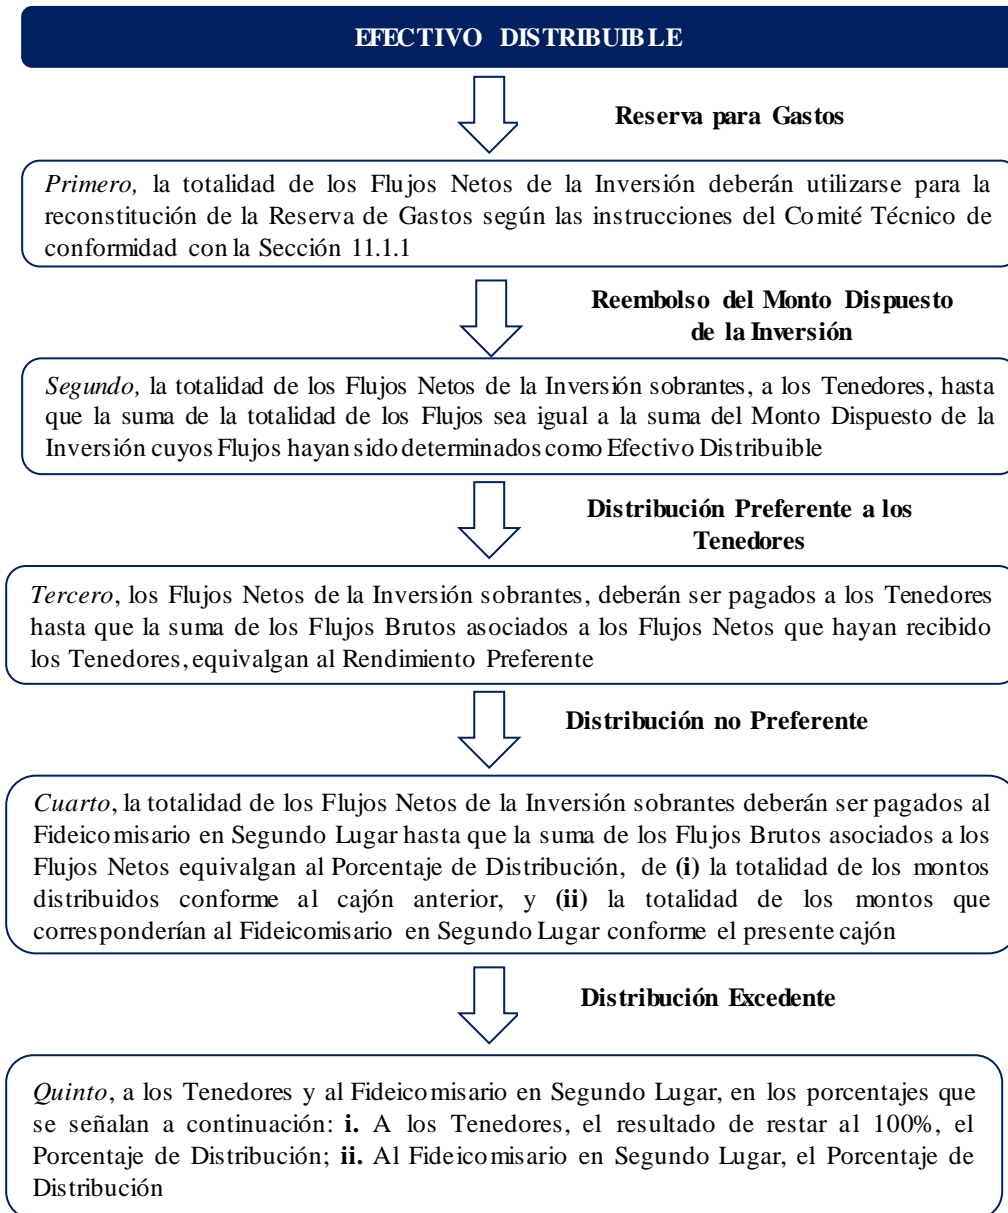 EFECTIVO DISTRIBUIBLE
Reserva para Gastos
Primero, la totalidad de los Flujos Netos de la Inversión deberán utilizarse para la
reconstitución de la Reserva de Gastos según las instrucciones del Comité Técnico de
conformidad con la Sección 11.1.1
Reembolso del Monto Dispuesto
de la Inversión
Segundo, la totalidad de los Flujos Netos de la Inversión sobrantes, a los Tenedores, hasta
que la suma de la totalidad de los Flujos sea igual a la suma del Monto Dispuesto de la
Inversión cuyos Flujos hayan sido determinados como Efectivo Distribuible
Distribución Preferente a los
Tenedores
Tercero, los Flujos Netos de la Inversión sobrantes, deberán ser pagados a los Tenedores
hasta que la suma de los Flujos Brutos asociados a los Flujos Netos que hayan recibido
los Tenedores, equivalgan al Rendimiento Preferente
Distribución no Preferente
Cuarto, la totalidad de los Flujos Netos de la Inversión sobrantes deberán ser pagados al
Fideicomisario en Segundo Lugar hasta que la suma de los Flujos Brutos asociados a los
Flujos Netos equivalgan al Porcentaje de Distribución, de (i) la totalidad de los montos
distribuidos conforme al cajón anterior, y (ii) la totalidad de los montos que
corresponderían al Fideicomisario en Segundo Lugar conforme el presente cajón
Distribución Excedente
Quinto, a los Tenedores y al Fideicomisario en Segundo Lugar, en los porcentajes que
se señalan a continuación: i. A los Tenedores, el resultado de restar al 100%, el
Porcentaje de Distribución; ii. Al Fideicomisario en Segundo Lugar, el Porcentaje de
Distribución